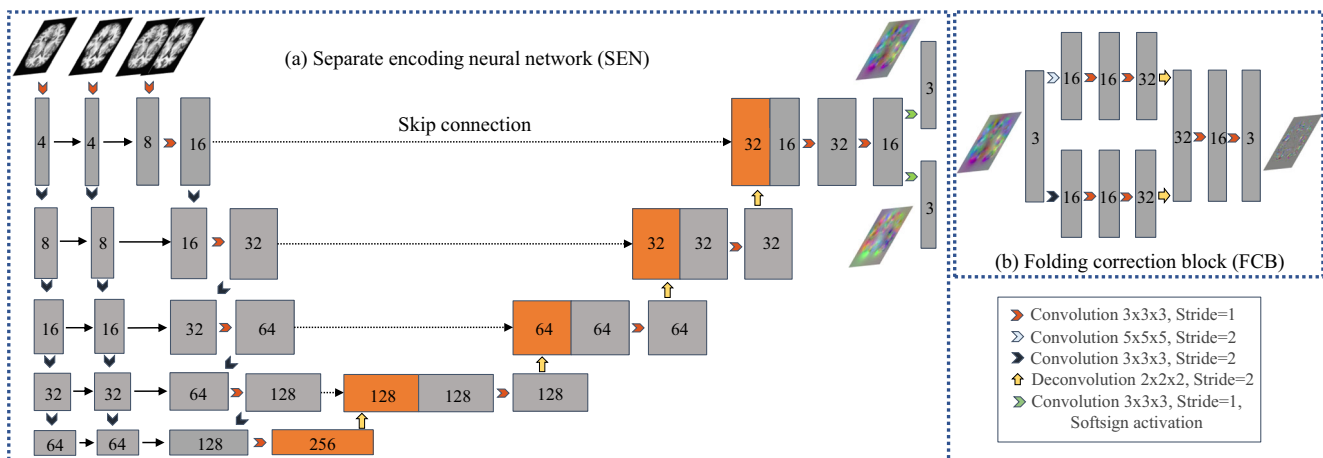 (a) Separate encoding neural network (SEN)
4 4 8 16 Skip connection 32 16 32 16 3
3
8 8 16 32 32 32 32
16 16 32 64 64 64 64
32 32 64 128 128 128 128
64 64 128 256
3 16 16 32 32 16 3
16 16 32
(b) Folding correction block (FCB)
Convolution 3x3x3, Stride=1
Convolution 5x5x5, Stride=2
Convolution 3x3x3, Stride=2
Deconvolution 2x2x2, Stride=2
Convolution 3x3x3, Stride=1,
Softsign activation